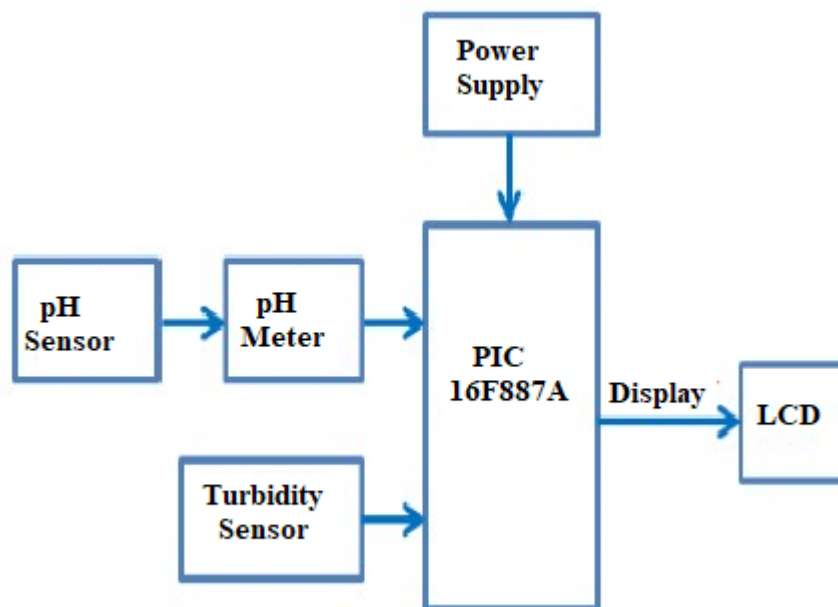 Power
Supply
pH
Sensor
pH
Meter
PIC
16F887A
Display
LCD
Turbidity
Sensor